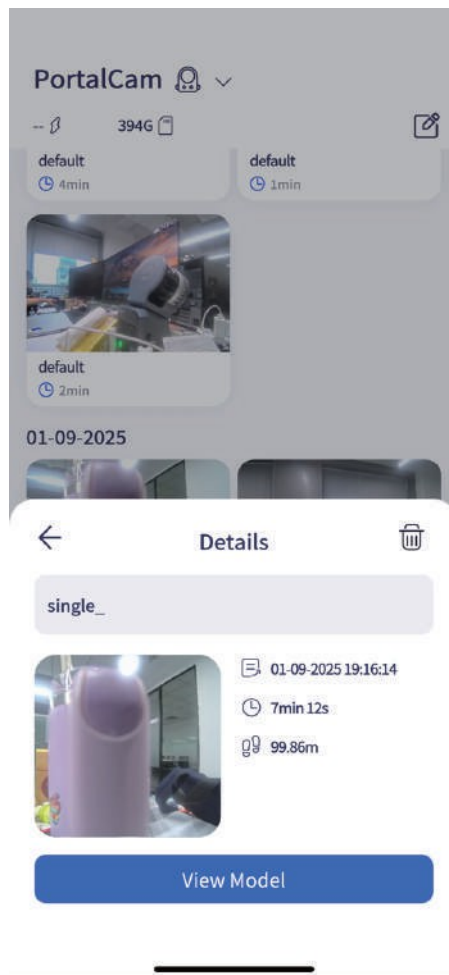 PortalCam
-- 394G
default default
4min 1min
default
2min
01-09-2025
Details
single_
01-09-2025 19:16:14
7min 12s
99.86m
View Model